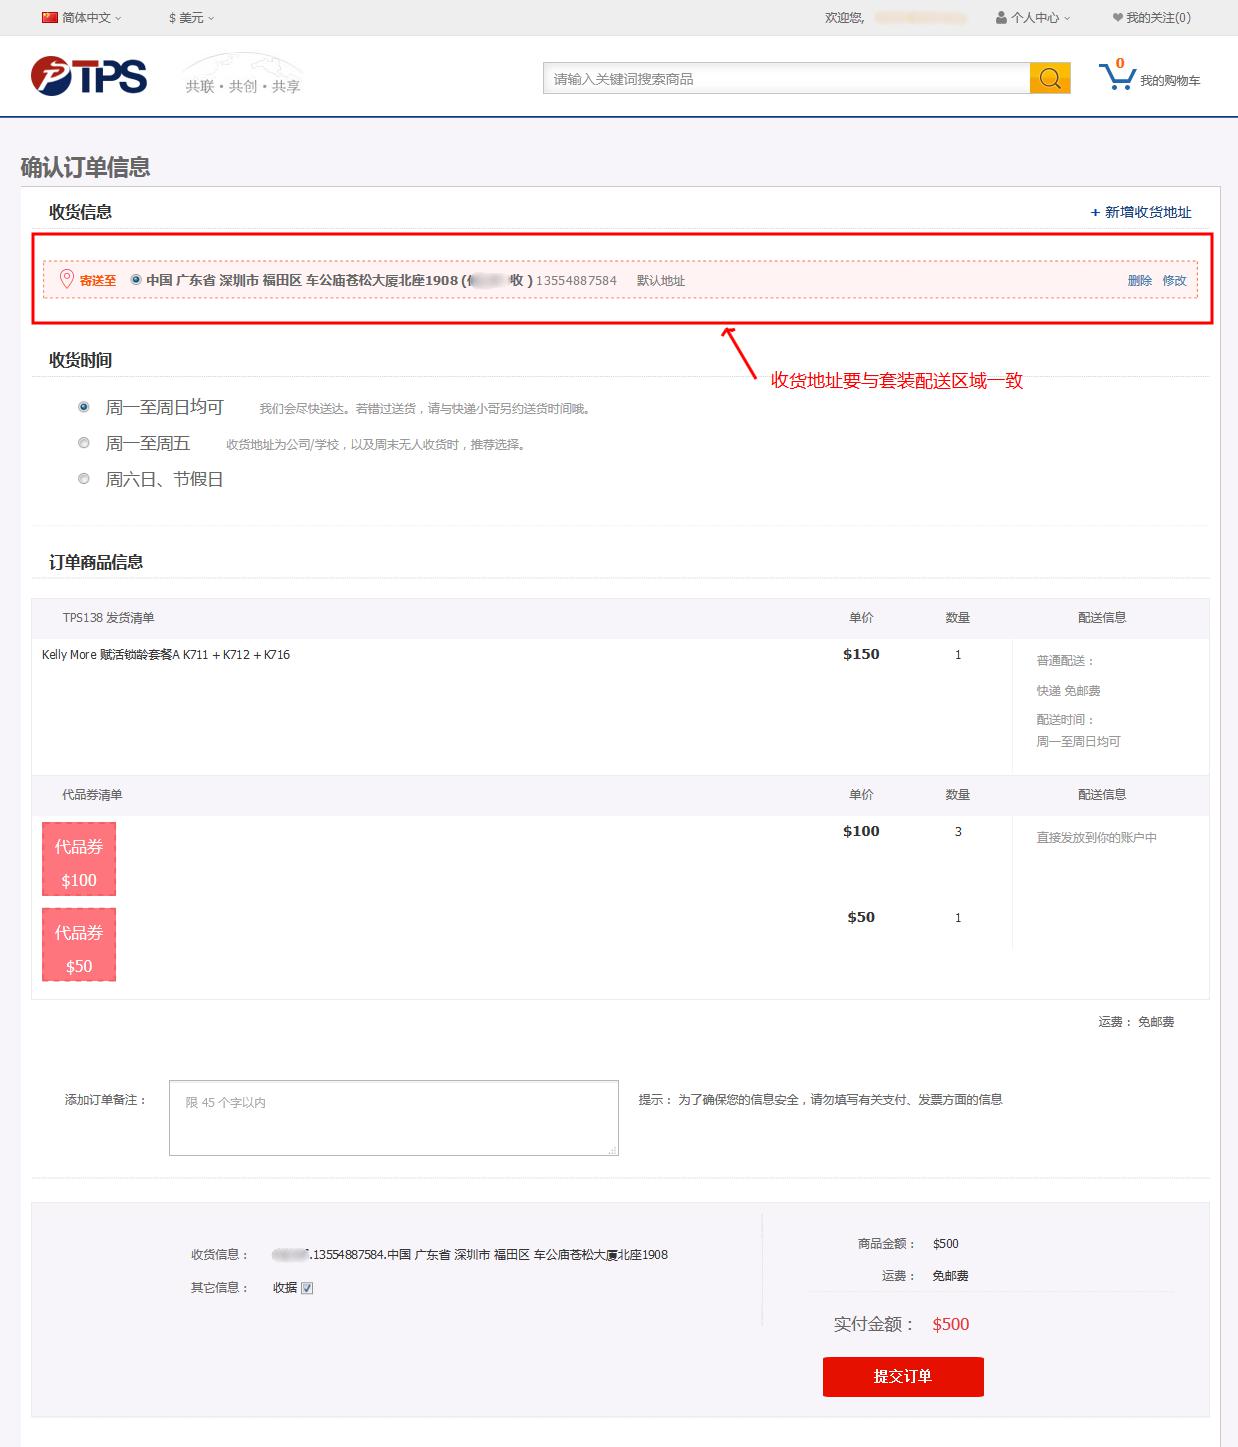 简体中文
$ 美元
欢迎您,
个人中心
我的关注(0)
TPS
共联·共创·共享
请输入关键词搜索商品
0
我的购物车
确认订单信息
收货信息
+ 新增收货地址
寄送至 中国 广东省 深圳市 福田区 车公庙苍松大厦北座1908 ( 收 ) 13554887584 默认地址 删除 修改
收货地址要与套装配送区域一致
收货时间
周一至周日均可 我们会尽快送达。若错过送货，请与快递小哥另约送货时间哦。
周一至周五 收货地址为公司/学校，以及周末无人收货时，推荐选择。
周六日、节假日
订单商品信息
TPS138 发货清单 单价 数量 配送信息
Kelly More 赋活锁龄套餐A K711 + K712 + K716 $150 1
普通配送：
快递 免邮费
配送时间：
周一至周日均可
代品券清单 单价 数量 配送信息
代品券
$100
$100 3 直接发放到你的账户中
代品券
$50
$50 1
运费： 免邮费
添加订单备注： 限 45 个字以内 提示： 为了确保您的信息安全，请勿填写有关支付、发票方面的信息
收货信息： .13554887584.中国 广东省 深圳市 福田区 车公庙苍松大厦北座1908
其它信息： 收据
商品金额： $500
运费： 免邮费
实付金额： $500
提交订单